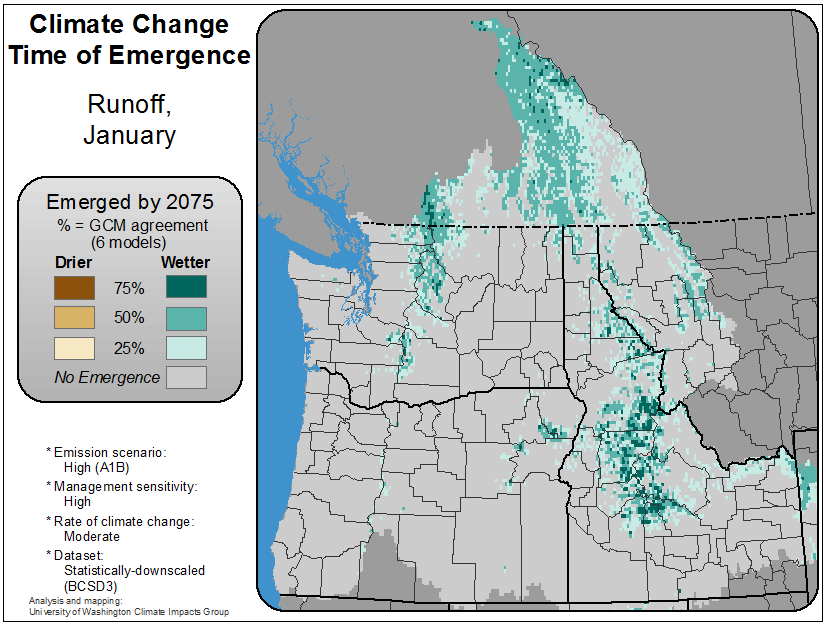 Climate Change
Time of Emergence
Runoff,
January
Emerged by 2075
% = GCM agreement
(6 models)
Drier Wetter
75%
50%
25%
No Emergence
* Emission scenario:
High (A1B)
* Management sensitivity:
High
* Rate of climate change:
Moderate
* Dataset:
Statistically-downscaled
(BCSD3)
Analysis and mapping:
University of Washington Climate Impacts Group